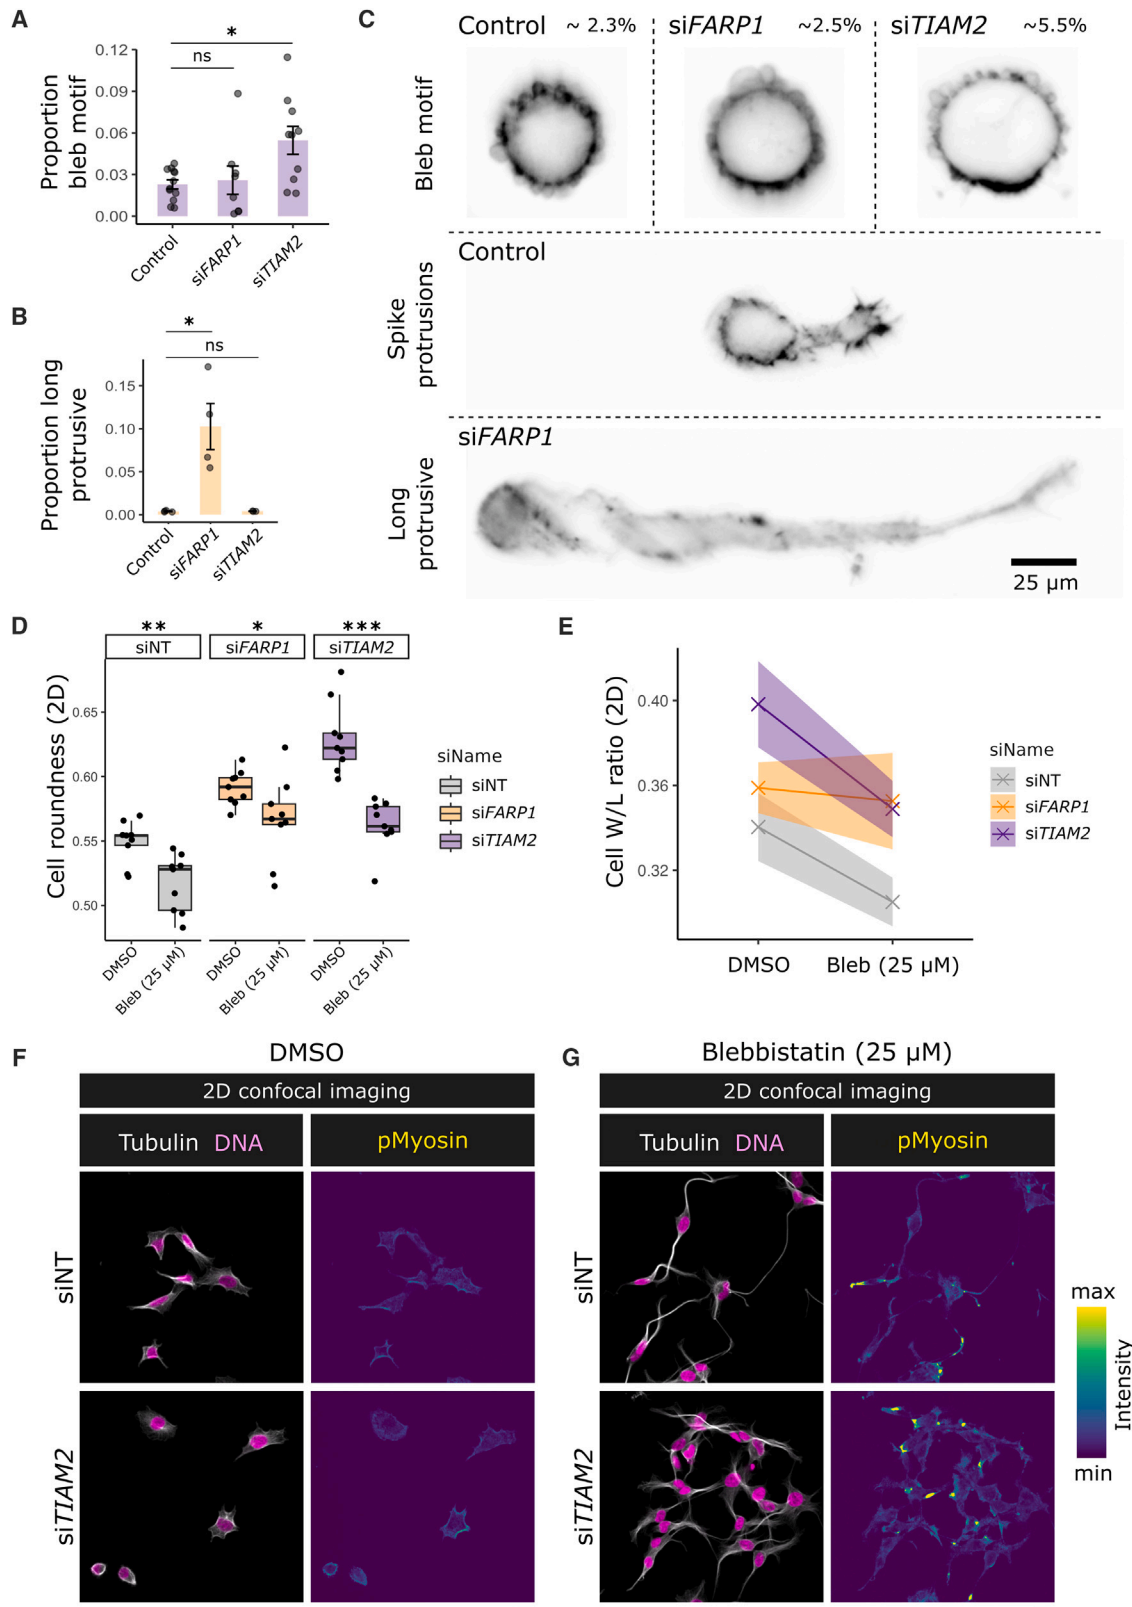 A
Proportion
bleb motif
0.12
0.09
0.06
0.03
0.00
*
ns
Control
siFARP1
siTIAM2
B
Proportion long
protrusive
0.15
0.10
0.05
0.00
*
ns
Control
siFARP1
siTIAM2
C
Control ~ 2.3%
siFARP1 ~2.5%
siTIAM2 ~5.5%
Bleb motif
Control
Spike
protrusions
siFARP1
Long
protrusive
25 μm
D
** * ***
siNT siFARP1 siTIAM2
Cell roundness (2D)
0.65
0.60
0.55
0.50
DMSO
Bleb (25 μM)
DMSO
Bleb (25 μM)
DMSO
Bleb (25 μM)
siName
siNT
siFARP1
siTIAM2
E
Cell W/L ratio (2D)
0.40
0.36
0.32
DMSO Bleb (25 μM)
siName
siNT
siFARP1
siTIAM2
F
DMSO
2D confocal imaging
Tubulin DNA
pMyosin
siNT
siTIAM2
G
Blebbistatin (25 μM)
2D confocal imaging
Tubulin DNA
pMyosin
siNT
siTIAM2
max
Intensity
min